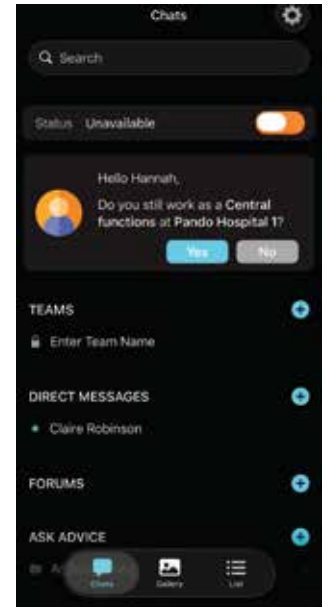 Chats
Search
Status Unavailable
Hello Hannah,
Do you still work as a Central
functions at Pando Hospital 1?
Yes No
TEAMS
Enter Team Name
DIRECT MESSAGES
Claire Robinson
FORUMS
ASK ADVICE
Chats Gallery List